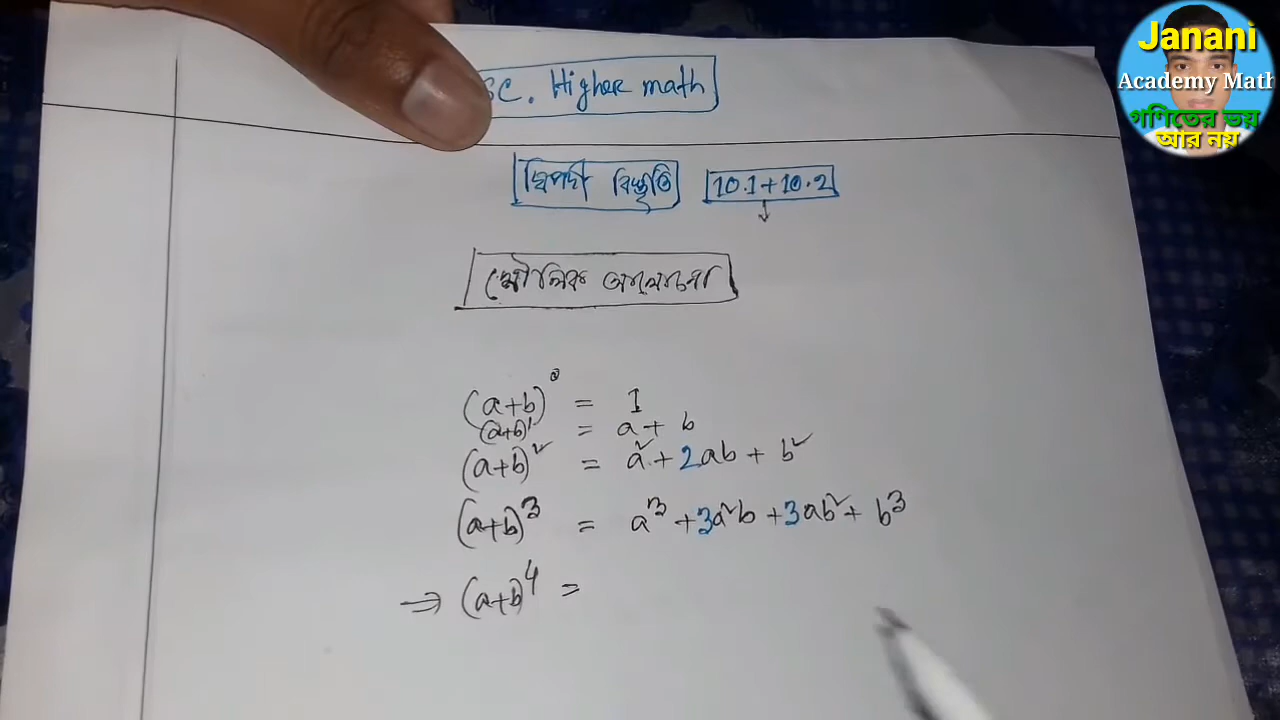 Janani
Academy Math
গণিতের ভয়
আর নয়
SC. Higher math
দ্বিপদী বিস্তৃতি 10.1+10.2
মৌলিক আলোচনা
(a+b)⁰ = 1
(a+b)¹ = a + b
(a+b)² = a² + 2ab + b²
(a+b)³ = a³ + 3a²b + 3ab² + b³
⇒ (a+b)⁴ =